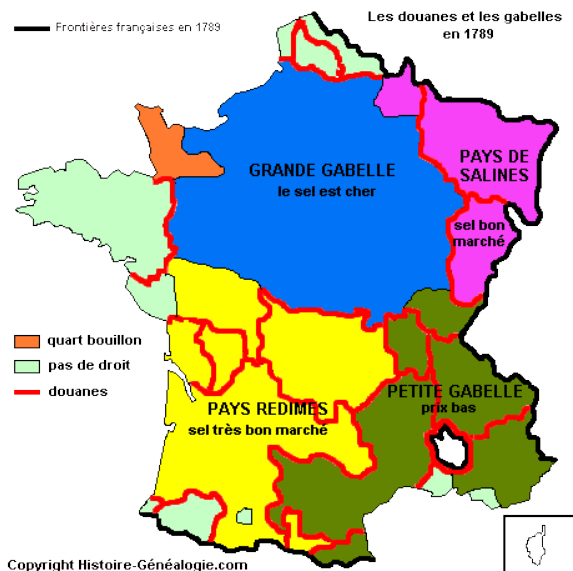 Frontières françaises en 1789
Les douanes et les gabelles
en 1789
GRANDE GABELLE
le sel est cher
PAYS DE
SALINES
sel bon
marché
quart bouillon
pas de droit
douanes
PAYS REDIMES
sel très bon marché
PETITE GABELLE
prix bas
Copyright Histoire-Généalogie.com